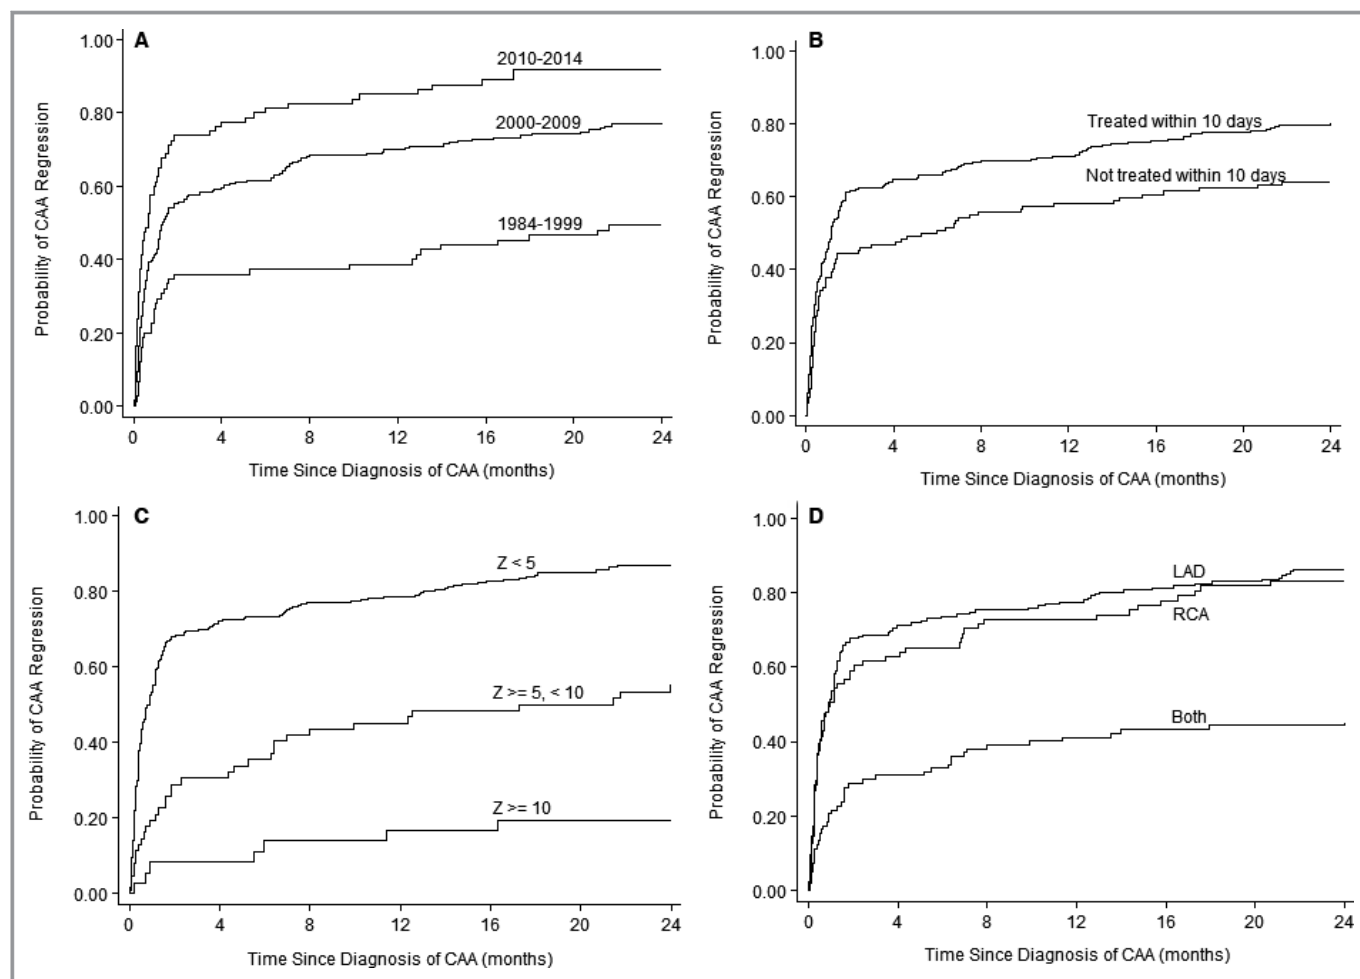 A
1.00
0.80
0.60
0.40
0.20
0.00
Probability of CAA Regression
2010-2014
2000-2009
1984-1999
0 4 8 12 16 20 24
Time Since Diagnosis of CAA (months)
B
1.00
0.80
0.60
0.40
0.20
0.00
Probability of CAA Regression
Treated within 10 days
Not treated within 10 days
0 4 8 12 16 20 24
Time Since Diagnosis of CAA (months)
C
1.00
0.80
0.60
0.40
0.20
0.00
Probability of CAA Regression
Z < 5
Z >= 5, < 10
Z >= 10
0 4 8 12 16 20 24
Time Since Diagnosis of CAA (months)
D
1.00
0.80
0.60
0.40
0.20
0.00
Probability of CAA Regression
LAD
RCA
Both
0 4 8 12 16 20 24
Time Since Diagnosis of CAA (months)